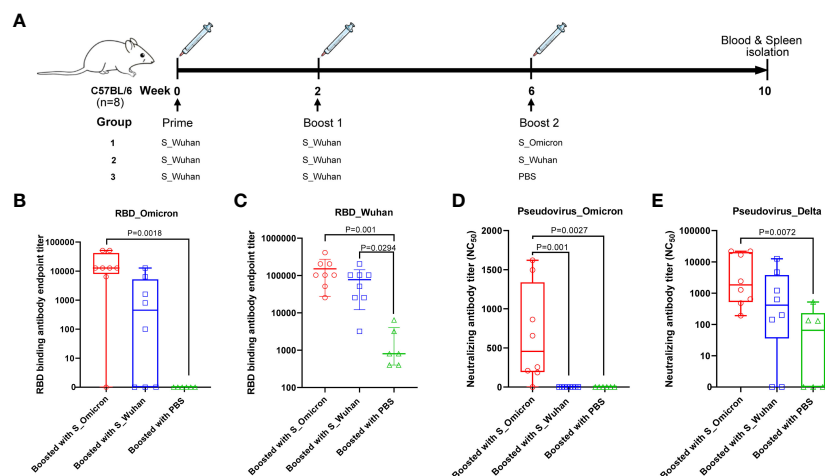 A
Blood & Spleen
isolation
C57BL/6
(n=8)
Week 0 2 6 10
Group Prime Boost 1 Boost 2
1 S_Wuhan S_Wuhan S_Omicron
2 S_Wuhan S_Wuhan S_Wuhan
3 S_Wuhan S_Wuhan PBS
B
RBD_Omicron
P=0.0018
RBD binding antibody endpoint titer
100000
10000
1000
100
10
0
Boosted with S_Omicron
Boosted with S_Wuhan
Boosted with PBS
C
RBD_Wuhan
P=0.001
P=0.0294
RBD binding antibody endpoint titer
1000000
100000
10000
1000
100
Boosted with S_Omicron
Boosted with S_Wuhan
Boosted with PBS
D
Pseudovirus_Omicron
P=0.0027
P=0.001
Neutralizing antibody titer (NC50)
2000
1500
1000
500
0
Boosted with S_Omicron
Boosted with S_Wuhan
Boosted with PBS
E
Pseudovirus_Delta
P=0.0072
Neutralizing antibody titer (NC50)
100000
10000
1000
100
10
0
Boosted with S_Omicron
Boosted with S_Wuhan
Boosted with PBS